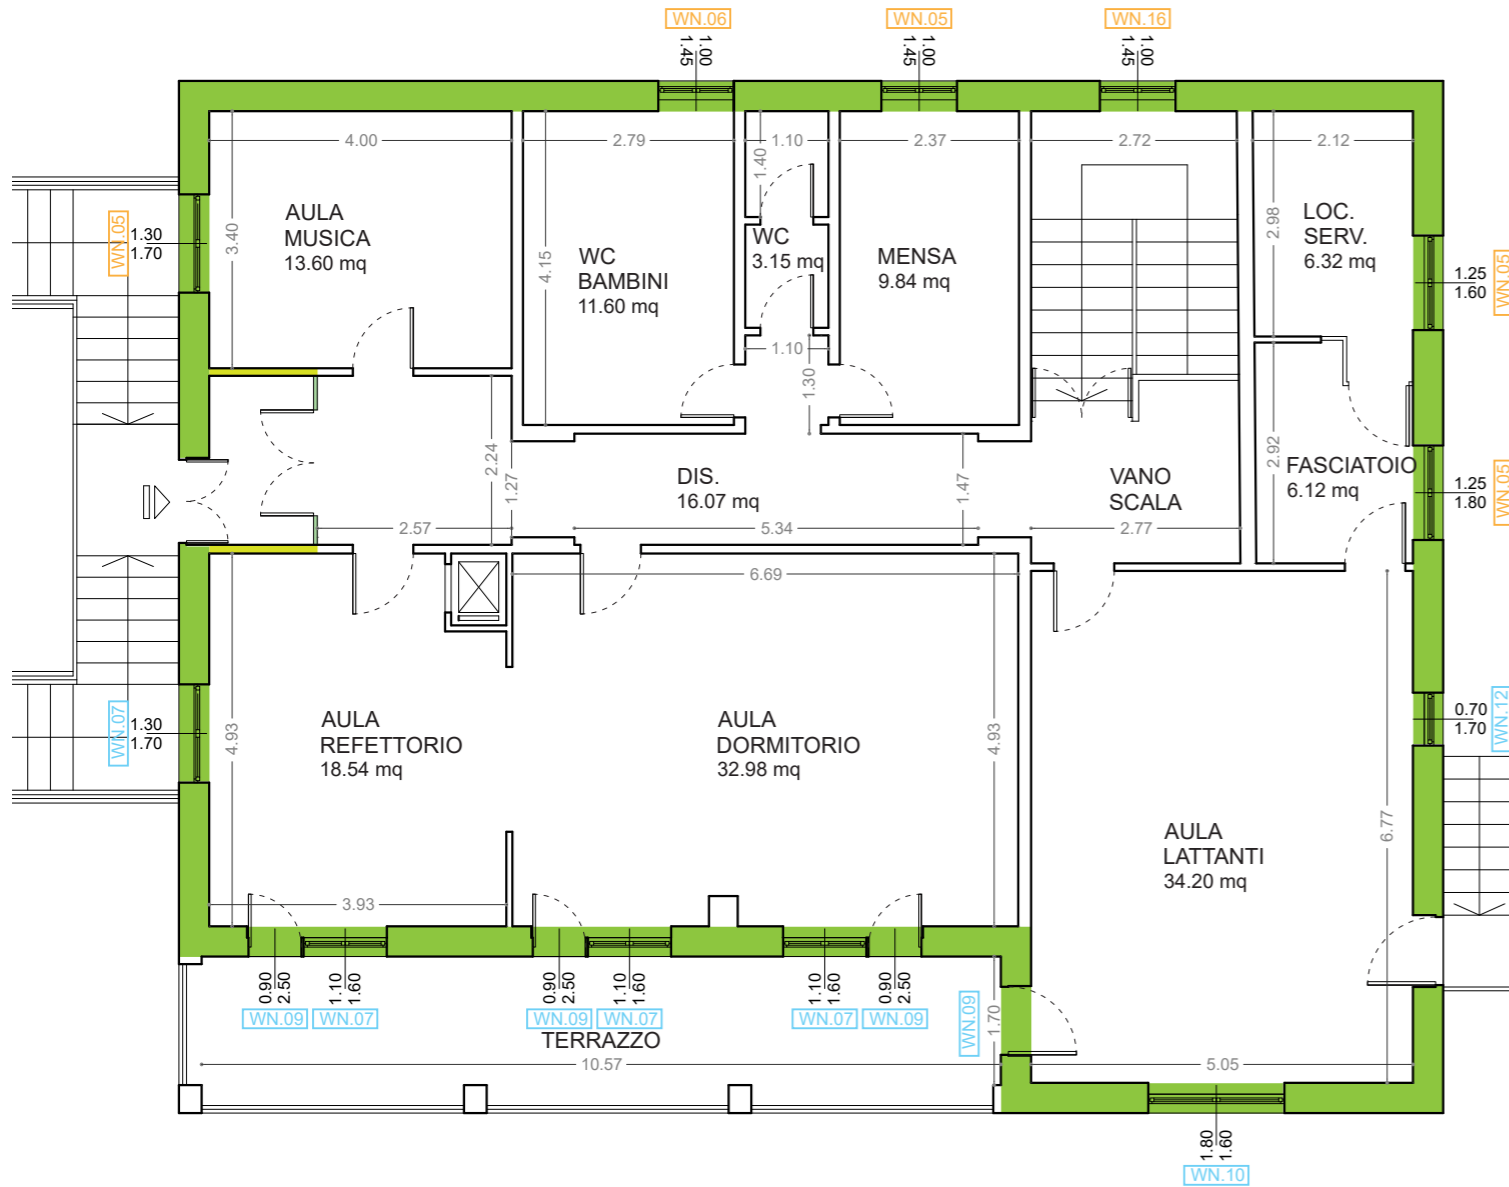 WN.06
WN.05
WN.16
1.00
1.45
1.00
1.45
1.00
1.45
4.00
2.79
1.10
2.37
2.72
2.12
1.40
3.40
4.15
2.98
WN.05
1.30
1.70
AULA
MUSICA
13.60 mq
WC
BAMBINI
11.60 mq
WC
3.15 mq
MENSA
9.84 mq
LOC.
SERV.
6.32 mq
1.25
1.60
WN.05
1.10
1.30
2.24
1.27
DIS.
16.07 mq
1.47
VANO
SCALA
2.92
FASCIATOIO
6.12 mq
1.25
1.80
WN.05
2.57
5.34
2.77
6.69
WN.07
1.30
1.70
4.93
AULA
REFETTORIO
18.54 mq
AULA
DORMITORIO
32.98 mq
4.93
0.70
1.70
WN.12
AULA
LATTANTI
34.20 mq
6.77
3.93
0.90
2.50
1.10
1.60
0.90
2.50
1.10
1.60
1.10
1.60
0.90
2.50
WN.09
WN.07
WN.09
WN.07
WN.07
WN.09
WN.09
1.70
TERRAZZO
10.57
5.05
1.80
1.60
WN.10